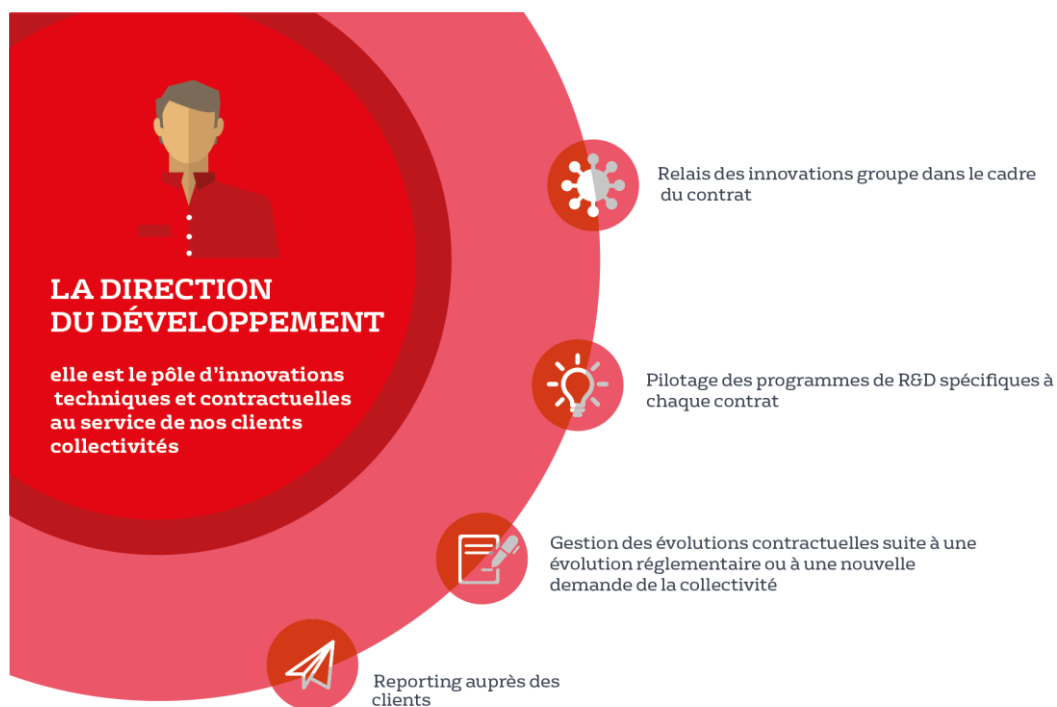 LA DIRECTION
DU DÉVELOPPEMENT
elle est le pôle d'innovations
techniques et contractuelles
au service de nos clients
collectivités
Relais des innovations groupe dans le cadre
du contrat
Pilotage des programmes de R&D spécifiques à
chaque contrat
Gestion des évolutions contractuelles suite à une
évolution réglementaire ou à une nouvelle
demande de la collectivité
Reporting auprès des
clients